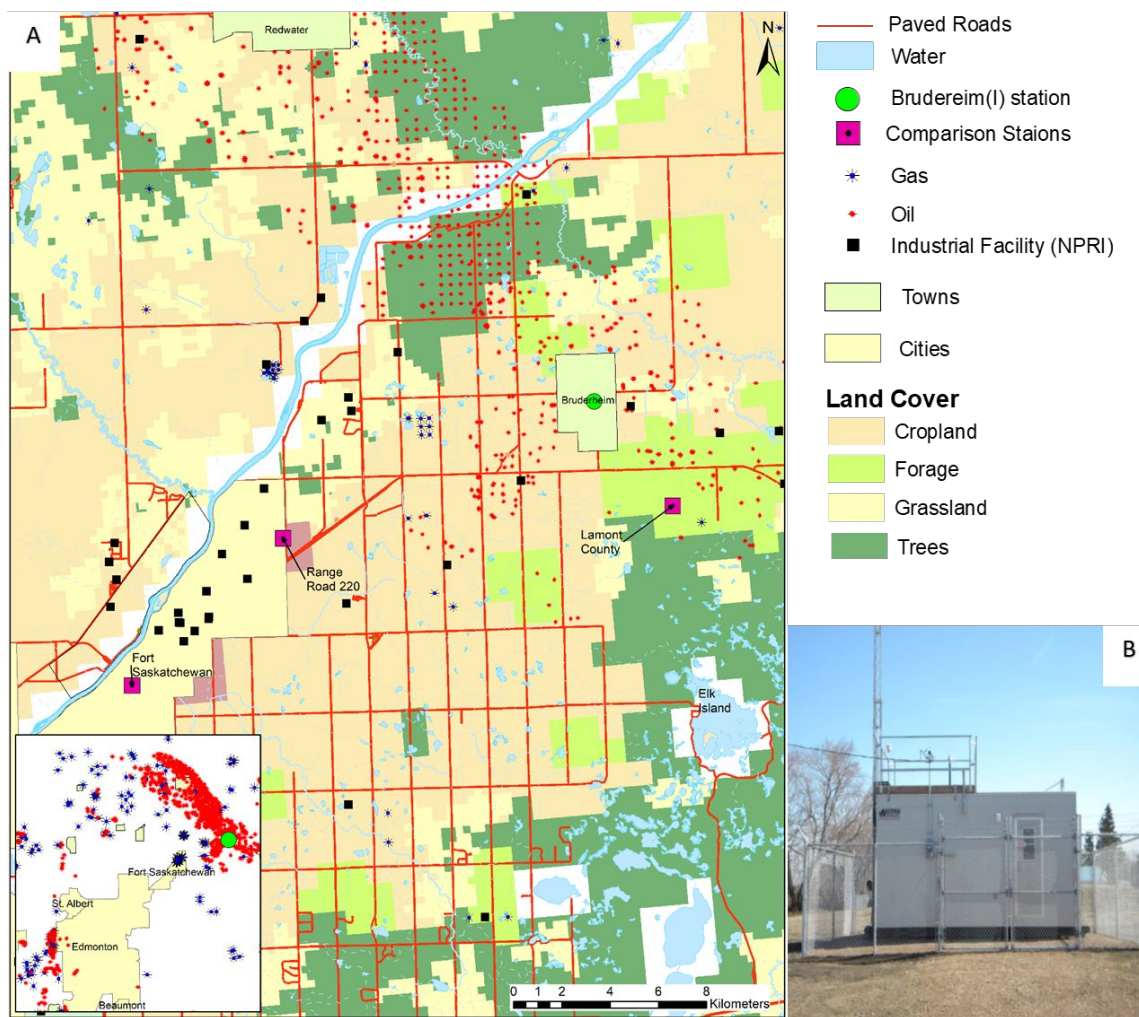 A
Redwater
N
Bruderheim
Lamont
County
Range
Road 220
Fort
Saskatchewan
Elk
Island
Fort Saskatchewan
St. Albert
Edmonton
Beaumont
0 1 2 4 6 8
Kilometers
Paved Roads
Water
Brudereim(I) station
Comparison Staions
Gas
Oil
Industrial Facility (NPRI)
Towns
Cities
Land Cover
Cropland
Forage
Grassland
Trees
B